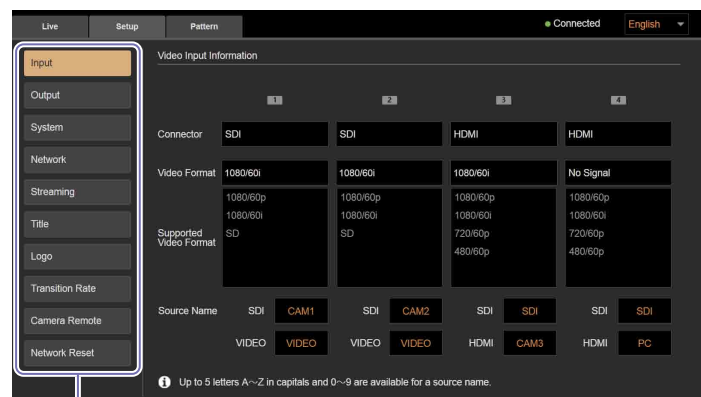 Live Setup Pattern Connected English
Input
Output
System
Network
Streaming
Title
Logo
Transition Rate
Camera Remote
Network Reset
Video Input Information
1 2 3 4
Connector SDI SDI HDMI HDMI
Video Format 1080/60i 1080/60i 1080/60i No Signal
Supported
Video Format
1080/60p
1080/60i
SD
1080/60p
1080/60i
SD
1080/60p
1080/60i
720/60p
480/60p
1080/60p
1080/60i
720/60p
480/60p
Source Name SDI CAM1 SDI CAM2 SDI SDI SDI SDI
VIDEO VIDEO VIDEO VIDEO HDMI CAM3 HDMI PC
Up to 5 letters A～Z in capitals and 0～9 are available for a source name.